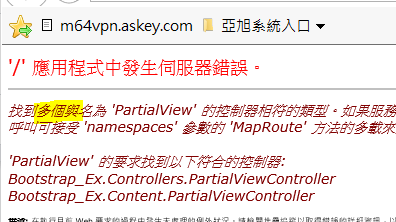 m64vpn.askey.com 亞旭系統入口
'/' 應用程式中發生伺服器錯誤。
找到多個與名為 'PartialView' 的控制器相符的類型。如果服務
呼叫可接受 'namespaces' 參數的 'MapRoute' 方法的多載來
'PartialView' 的要求找到以下符合的控制器:
Bootstrap_Ex.Controllers.PartialViewController
Bootstrap_Ex.Content.PartialViewController